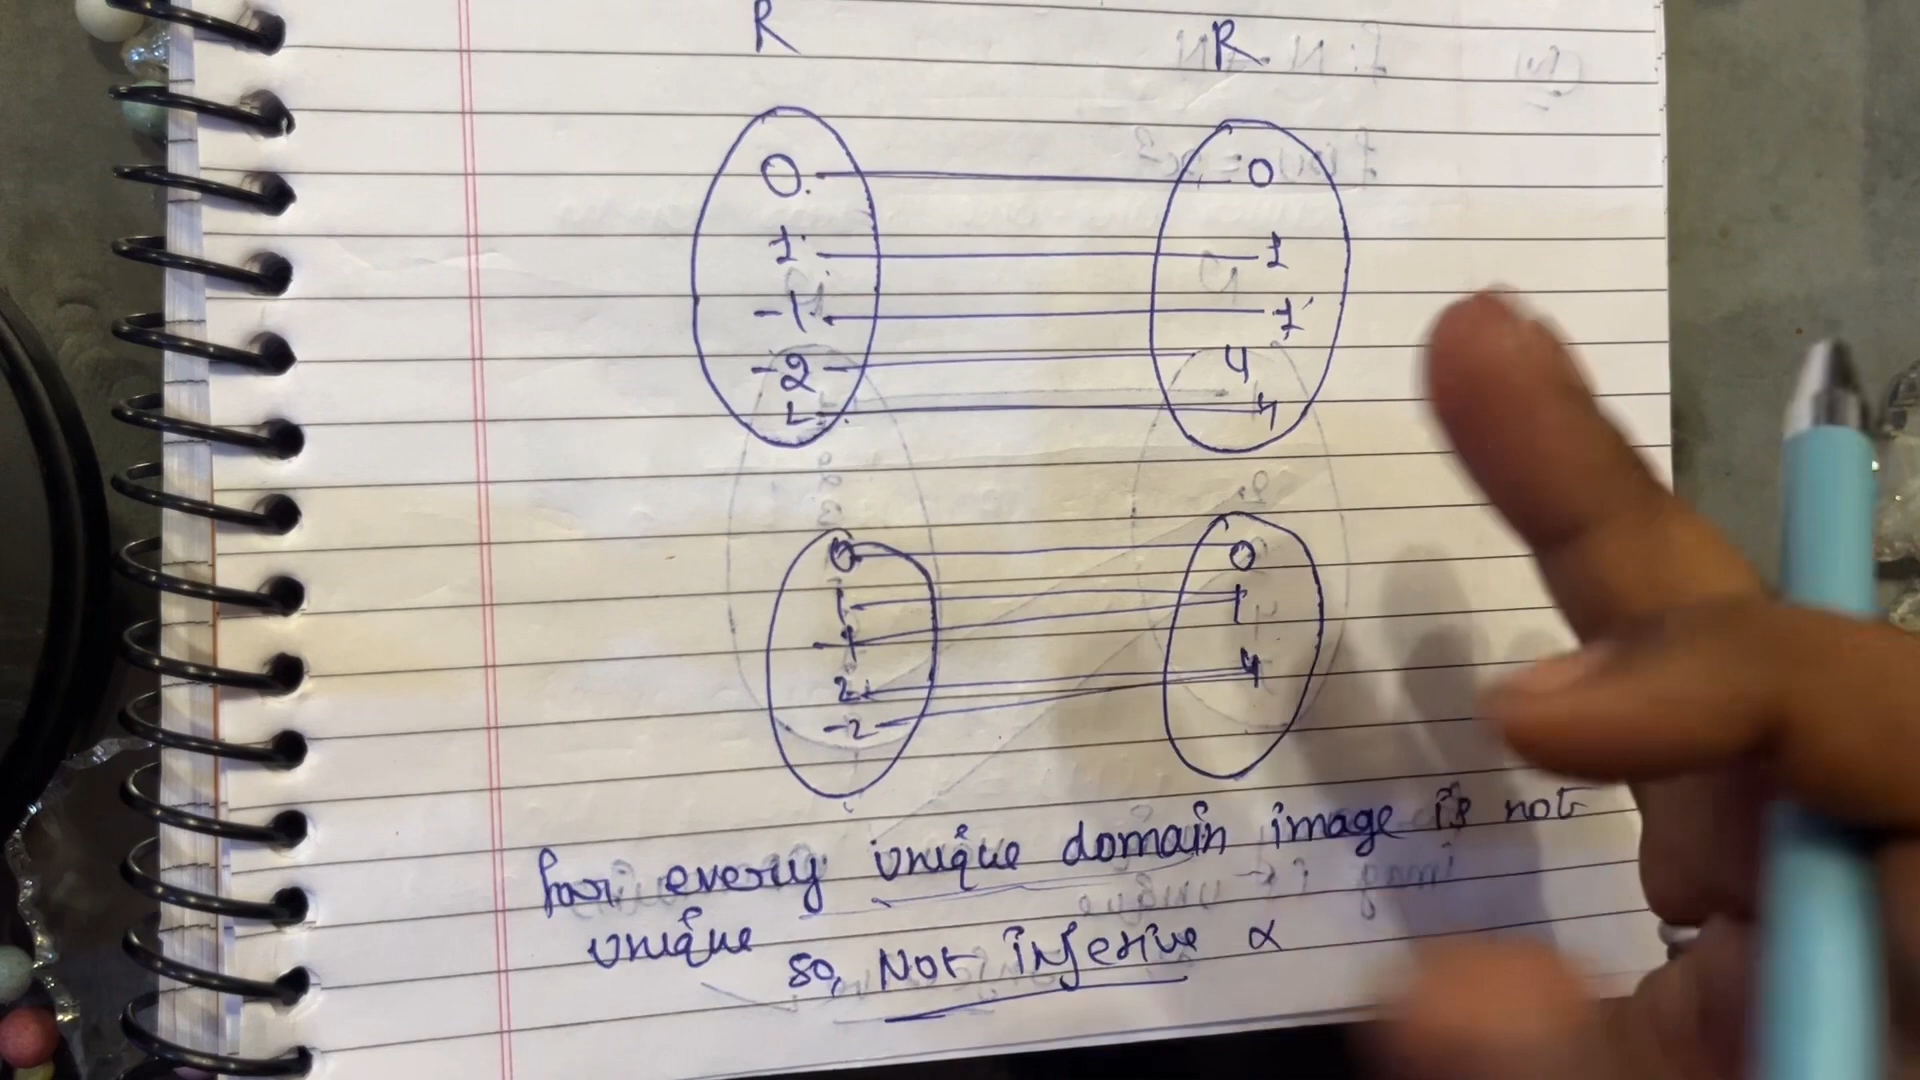 R R
0 0
1 1
-1 1
-2 4
2 4
0 0
1 1
-1
2 4
-2
for every unique domain image is not
unique
so, Not injective ∝